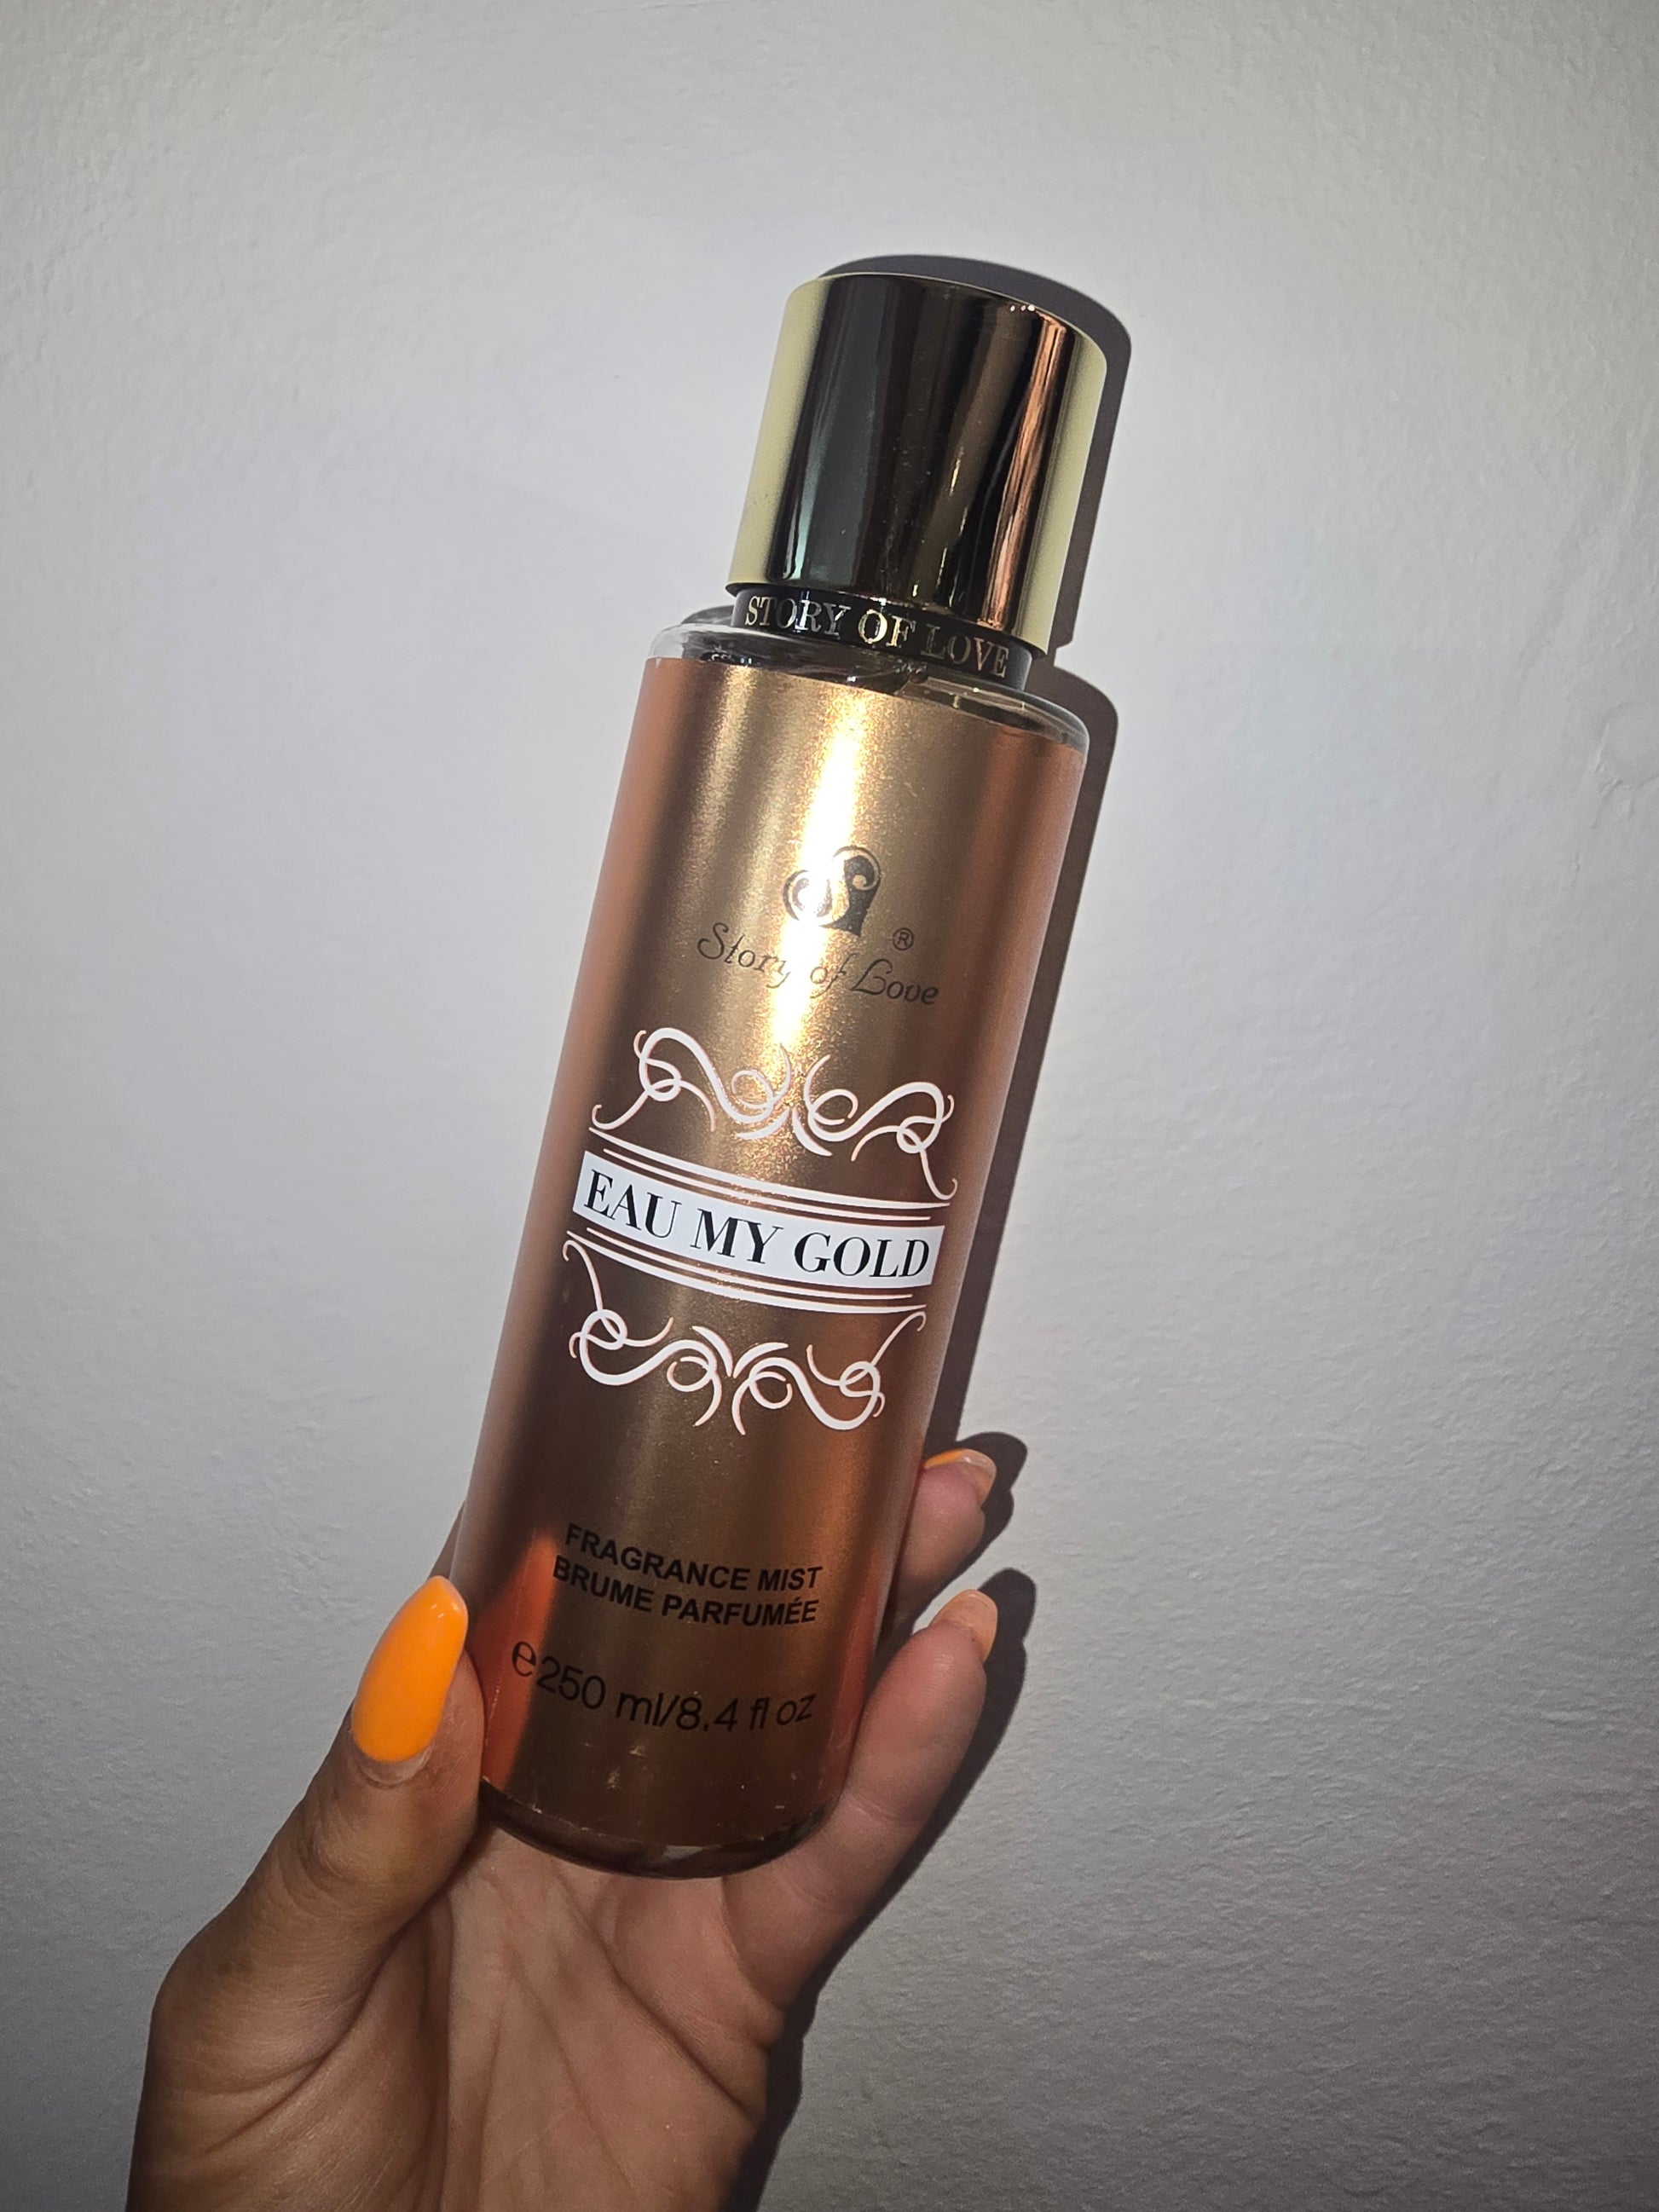 STORY OF LOVE
Story of Love ®
EAU MY GOLD
FRAGRANCE MIST
BRUME PARFUMÉE
℮250 ml/8.4 fl oz